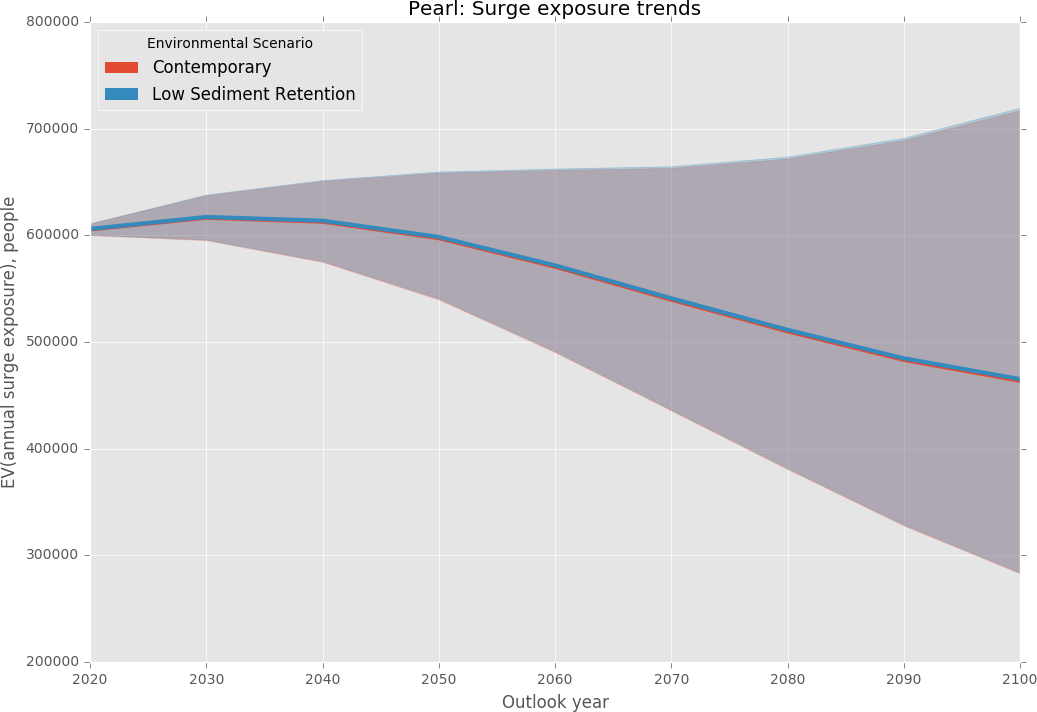 Pearl: Surge exposure trends
800000
700000
600000
500000
400000
300000
200000
EV(annual surge exposure), people
Environmental Scenario
Contemporary
Low Sediment Retention
2020 2030 2040 2050 2060 2070 2080 2090 2100
Outlook year